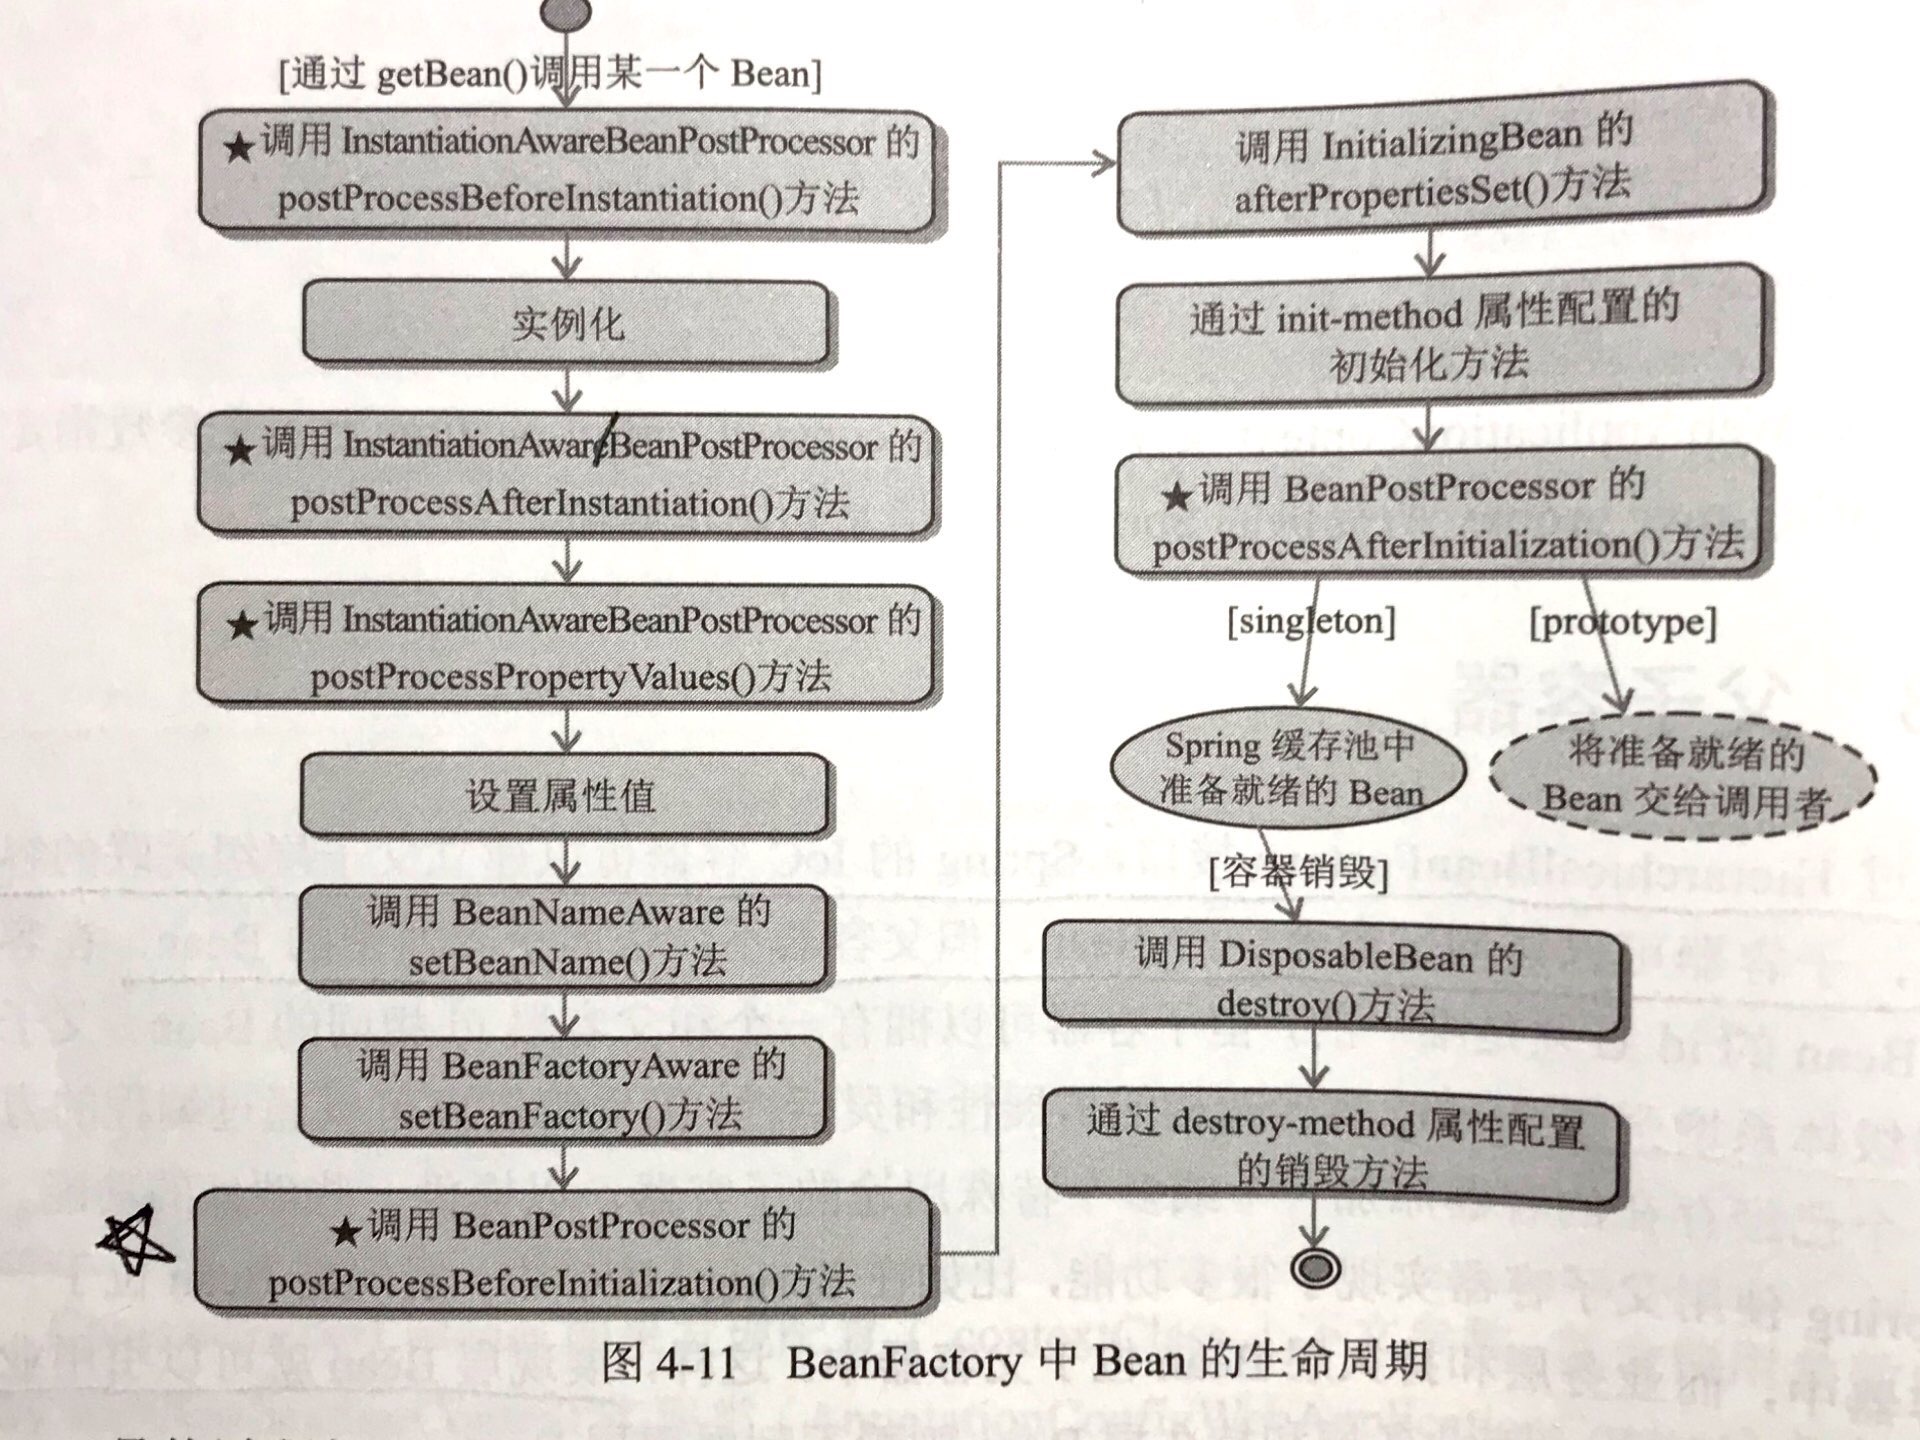 [通过 getBean()调用某一个 Bean]
★调用 InstantiationAwareBeanPostProcessor 的
postProcessBeforeInstantiation()方法
实例化
★调用 InstantiationAwareBeanPostProcessor 的
postProcessAfterInstantiation()方法
★调用 InstantiationAwareBeanPostProcessor 的
postProcessPropertyValues()方法
设置属性值
调用 BeanNameAware 的
setBeanName()方法
调用 BeanFactoryAware 的
setBeanFactory()方法
★调用 BeanPostProcessor 的
postProcessBeforeInitialization()方法
调用 InitializingBean 的
afterPropertiesSet()方法
通过 init-method 属性配置的
初始化方法
★调用 BeanPostProcessor 的
postProcessAfterInitialization()方法
[singleton]
[prototype]
Spring 缓存池中
准备就绪的 Bean
将准备就绪的
Bean 交给调用者
[容器销毁]
调用 DisposableBean 的
destroy()方法
通过 destroy-method 属性配置
的销毁方法
图 4-11 BeanFactory 中 Bean 的生命周期